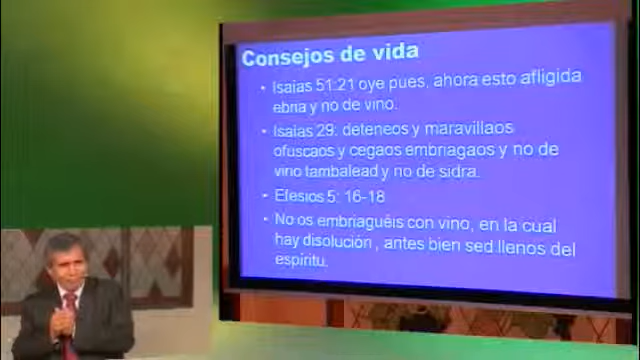 Consejos de vida
• Isaias 51:21 oye pues, ahora esto afligida
ebria y no de vino.
• Isaias 29: deteneos y maravillaos
ofuscaos y cegaos embriagaos y no de
vino tambalead y no de sidra.
• Efesios 5: 16-18
• No os embriaguéis con vino, en la cual
hay disolución , antes bien sed llenos del
espíritu.